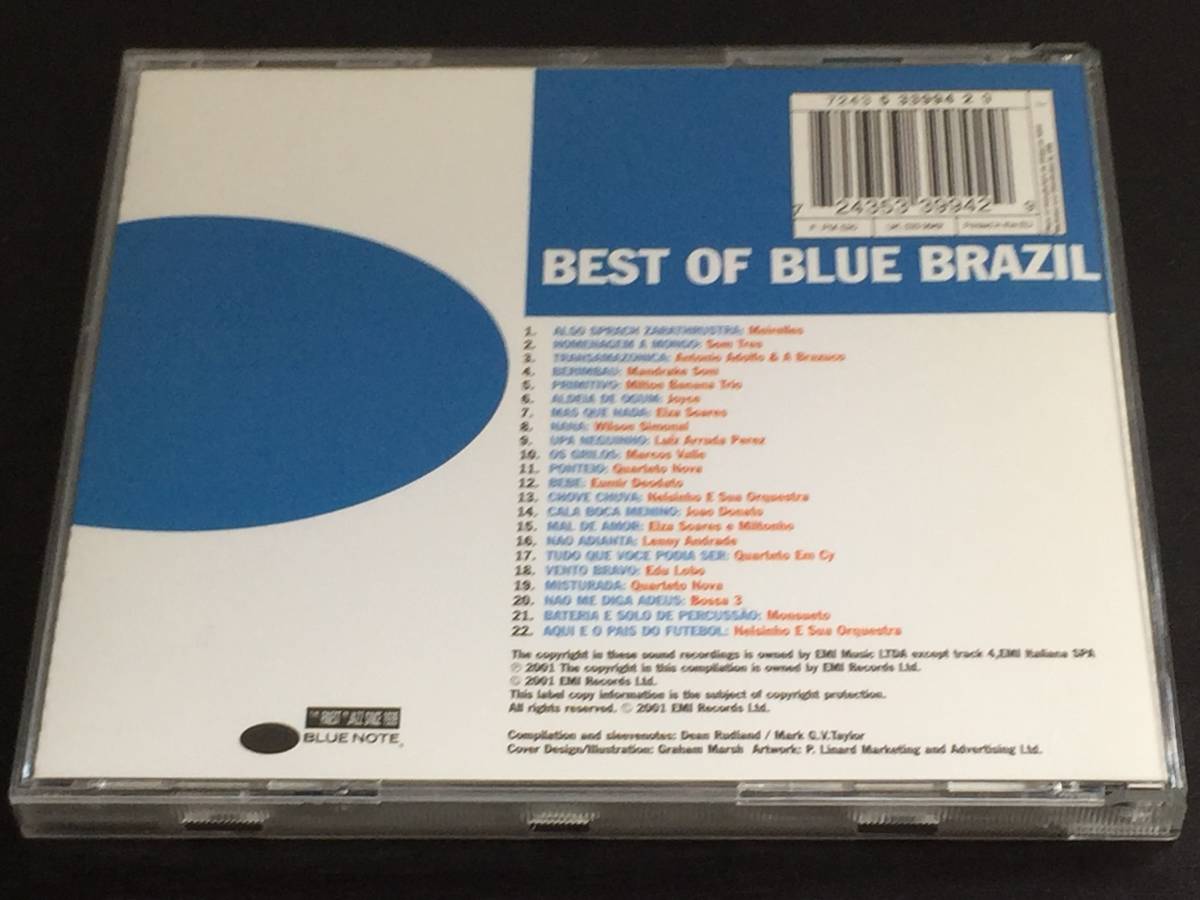 7243 5 33994 2 9
7 24353 39942 9
BEST OF BLUE BRAZIL
1. ALSO SPRACH ZARATHRUSTRA: Meirelles
2. HOMENAGEM A MONGO: Som Tres
3. TRANSAMAZONICA: Antonio Adolfo & A Brazuca
4. BERIMBAU: Mandrake Som
5. PRIMITIVO: Milton Banana Trio
6. ALDEIA DE OGUM: Joyce
7. MAS QUE NADA: Elza Soares
8. NANA: Wilson Simonal
9. UPA NEGUINHO: Luiz Arruda Perez
10. OS GRILOS: Marcos Valle
11. PONTEIO: Quarteto Novo
12. BEBE: Eumir Deodato
13. CHOVE CHUVA: Nelsinho E Sua Orquestra
14. CALA BOCA MENINO: Joao Donato
15. MAL DE AMOR: Elza Soares e Miltonho
16. NAO ADIANTA: Lenny Andrade
17. TUDO QUE VOCE PODIA SER: Quarteto Em Cy
18. VENTO BRAVO: Edu Lobo
19. MISTURADA: Quarteto Novo
20. NAO ME DIGA ADEUS: Bossa 3
21. BATERIA E SOLO DE PERCUSSÃO: Monsueto
22. AQUI E O PAIS DO FUTEBOL: Nelsinho E Sua Orquestra
The copyright in these sound recordings is owned by EMI Music LTDA except track 4,EMI Italiana SPA
℗ 2001 The copyright in this compilation is owned by EMI Records Ltd.
© 2001 EMI Records Ltd.
This label copy information is the subject of copyright protection.
All rights reserved. © 2001 EMI Records Ltd.
Compilation and sleevenotes: Dean Rudland / Mark G.V.Taylor
Cover Design/Illustration: Graham Marsh Artwork: P. Linard Marketing and Advertising Ltd.
THE FINEST IN JAZZ SINCE 1939
BLUE NOTE